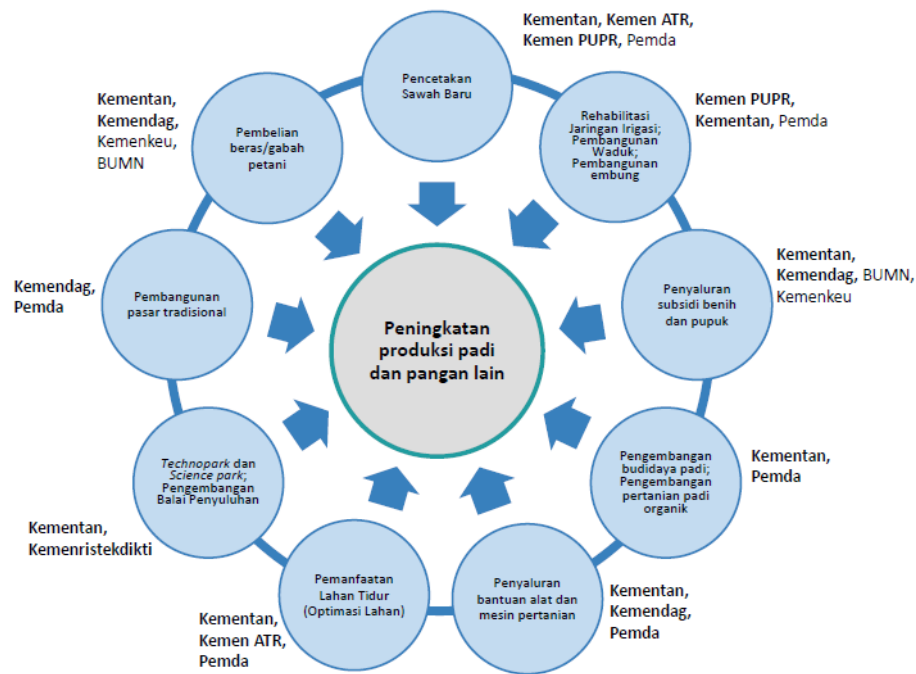 Kementan, Kemen ATR,
Kemen PUPR, Pemda
Pencetakan
Sawah Baru
Kemen PUPR,
Kementan, Pemda
Rehabilitasi
Jaringan Irigasi;
Pembangunan
Waduk;
Pembangunan
embung
Kementan,
Kemendag, BUMN,
Kemenkeu
Penyaluran
subsidi benih
dan pupuk
Kementan,
Pemda
Pengembangan
budidaya padi;
Pengembangan
pertanian padi
organik
Kementan,
Kemendag,
Pemda
Penyaluran
bantuan alat dan
mesin pertanian
Kementan,
Kemen ATR,
Pemda
Pemanfaatan
Lahan Tidur
(Optimasi Lahan)
Kementan,
Kemenristekdikti
Technopark dan
Science park;
Pengembangan
Balai Penyuluhan
Kemendag,
Pemda
Pembangunan
pasar tradisional
Kementan,
Kemendag,
Kemenkeu,
BUMN
Pembelian
beras/gabah
petani
Peningkatan
produksi padi
dan pangan lain